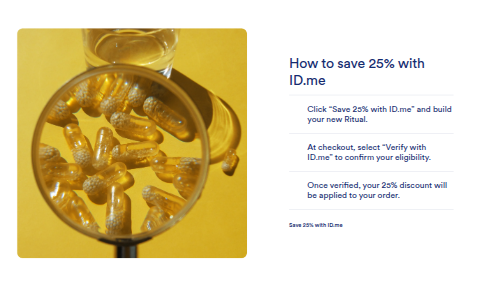 How to save 25% with
ID.me
Click “Save 25% with ID.me” and build
your new Ritual.
At checkout, select “Verify with
ID.me” to confirm your eligibility.
Once verified, your 25% discount will
be applied to your order.
Save 25% with ID.me